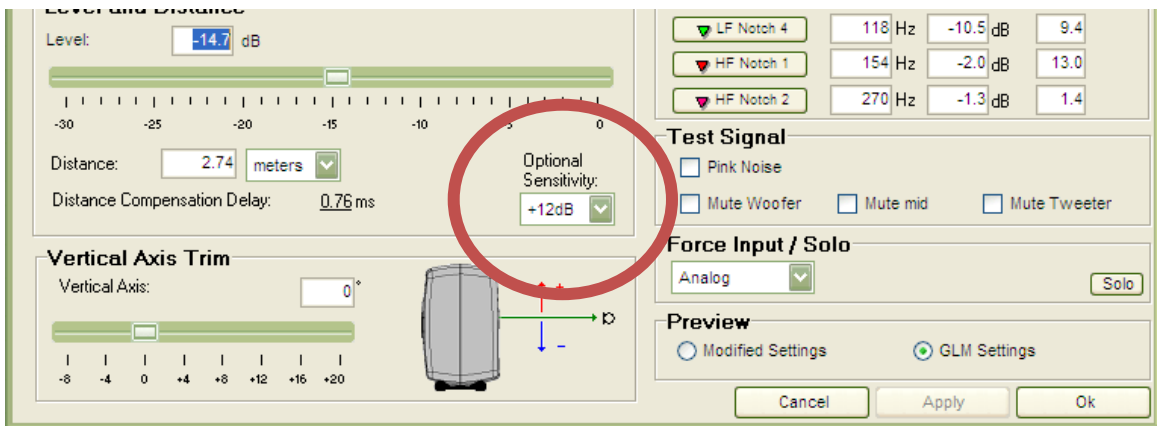 Level and Distance
Level: -14.7 dB
-30 -25 -20 -15 -10 5 0
Distance: 2.74 meters
Distance Compensation Delay: 0.76 ms
Optional
Sensitivity:
+12dB
Vertical Axis Trim
Vertical Axis: 0°
-8 -4 0 +4 +8 +12 +16 +20
+
-
LF Notch 4 118 Hz -10.5 dB 9.4
HF Notch 1 154 Hz -2.0 dB 13.0
HF Notch 2 270 Hz -1.3 dB 1.4
Test Signal
Pink Noise
Mute Woofer Mute mid Mute Tweeter
Force Input / Solo
Analog Solo
Preview
Modified Settings GLM Settings
Cancel Apply Ok